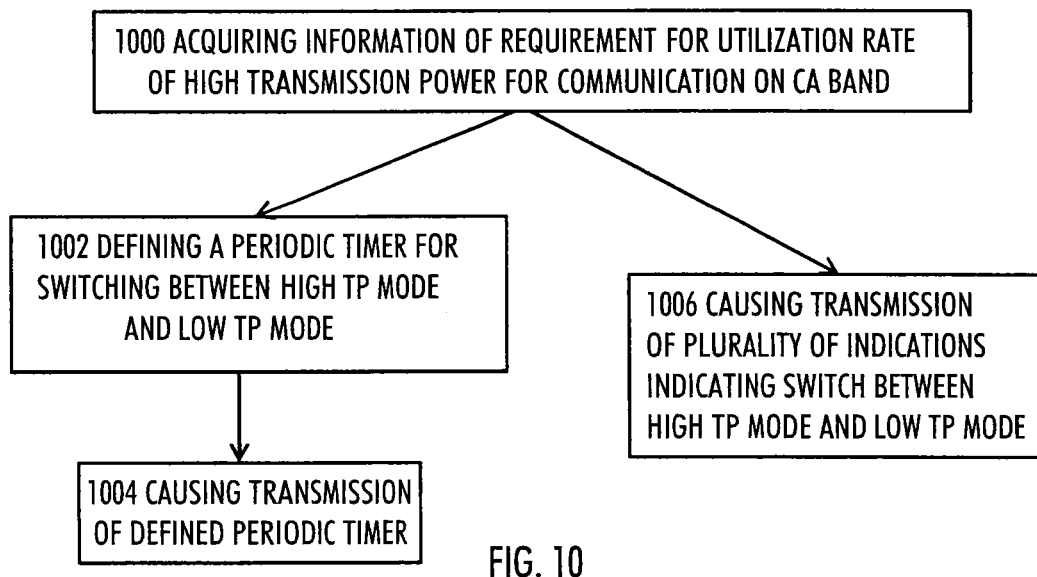 1000 ACQUIRING INFORMATION OF REQUIREMENT FOR UTILIZATION RATE
OF HIGH TRANSMISSION POWER FOR COMMUNICATION ON CA BAND
1002 DEFINING A PERIODIC TIMER FOR
SWITCHING BETWEEN HIGH TP MODE
AND LOW TP MODE
1006 CAUSING TRANSMISSION
OF PLURALITY OF INDICATIONS
INDICATING SWITCH BETWEEN
HIGH TP MODE AND LOW TP MODE
1004 CAUSING TRANSMISSION
OF DEFINED PERIODIC TIMER
FIG. 10